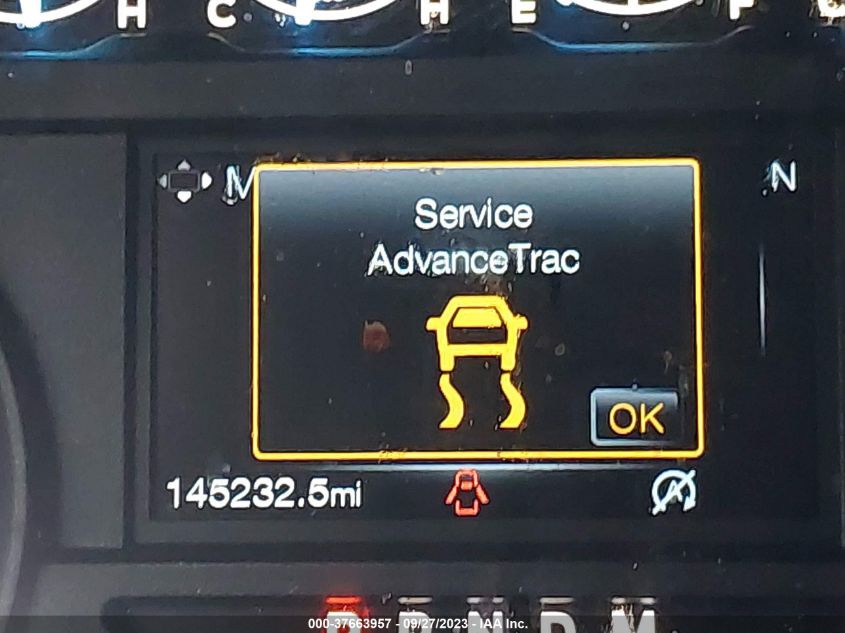 H C H E F
M N
Service
AdvanceTrac
OK
145232.5mi A
P R N D M
000-37663957 - 09/27/2023 - IAA Inc.